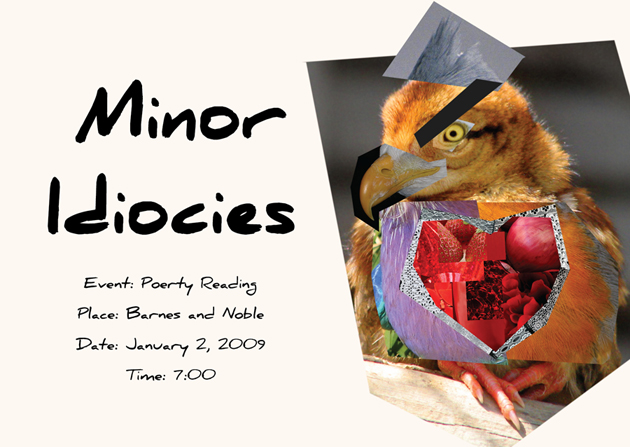 Minor
Idiocies
Event: Poerty Reading
Place: Barnes and Noble
Date: January 2, 2009
Time: 7:00